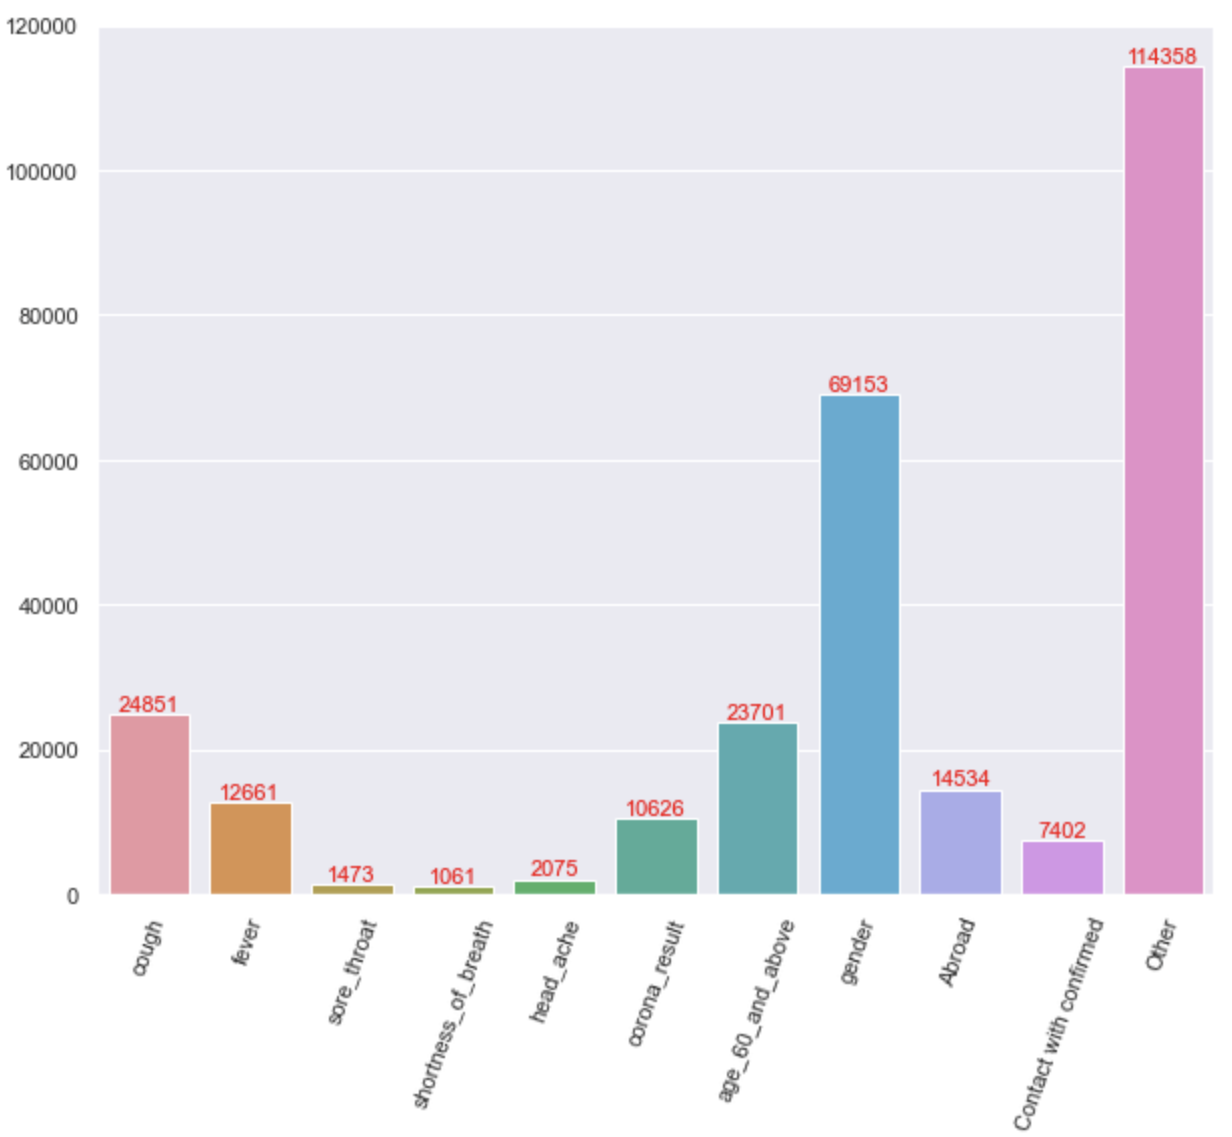 120000
100000
80000
60000
40000
20000
0
24851
12661
1473
1061
2075
10626
23701
69153
14534
7402
114358
cough
fever
sore_throat
shortness_of_breath
head_ache
corona_result
age_60_and_above
gender
Abroad
Contact with confirmed
Other